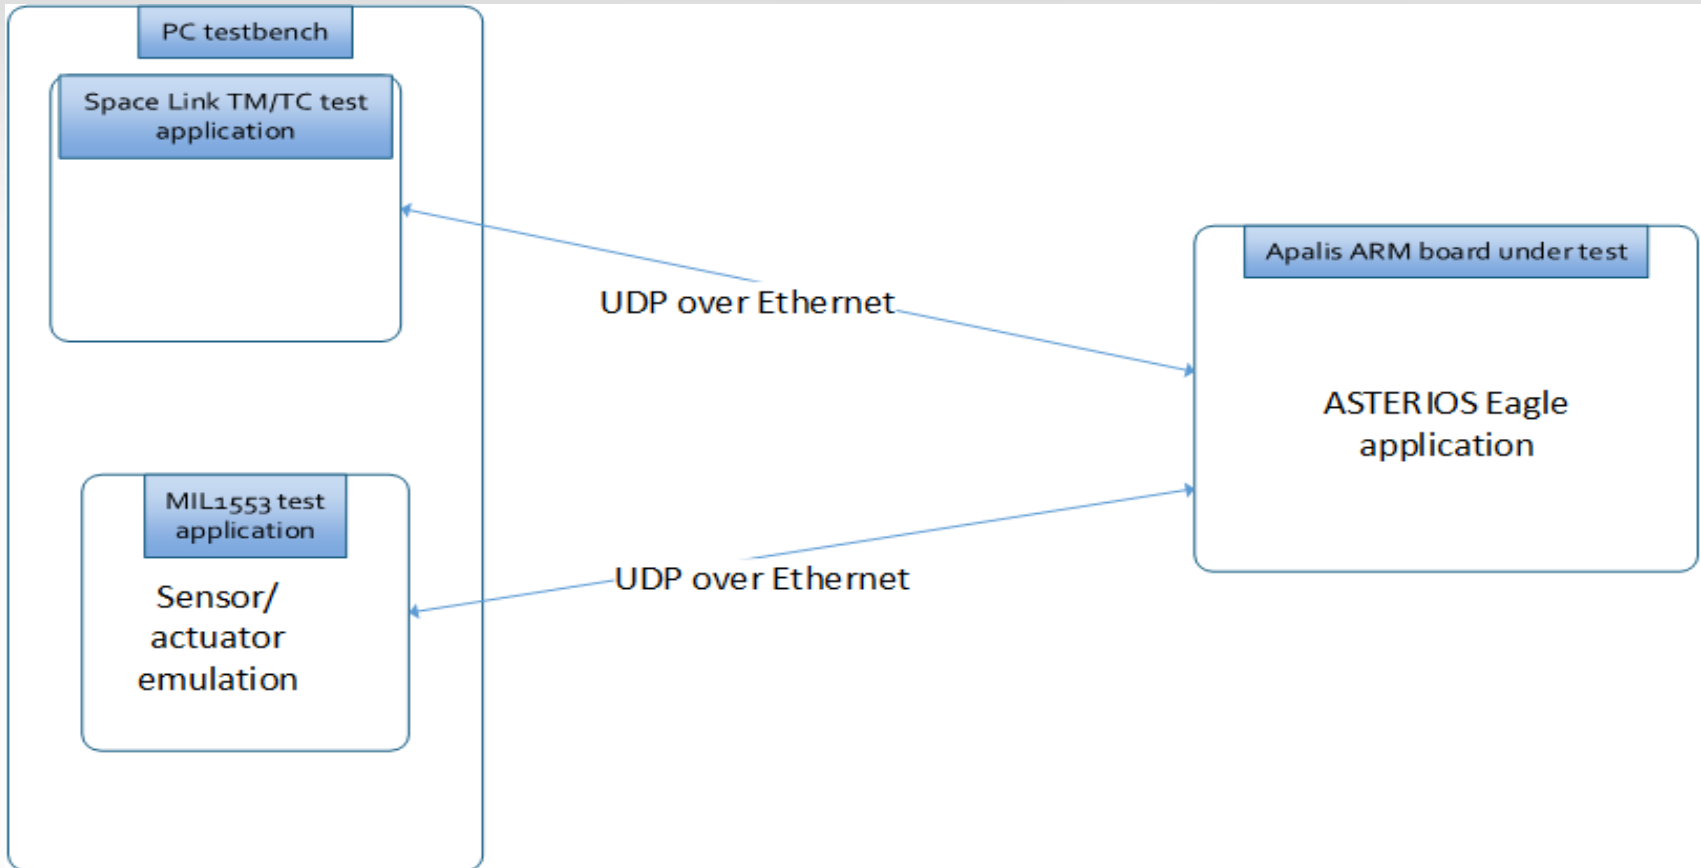 PC testbench
Space Link TM/TC test
application
UDP over Ethernet
Apalis ARM board under test
ASTERIOS Eagle
application
MIL1553 test
application
Sensor/
actuator
emulation
UDP over Ethernet